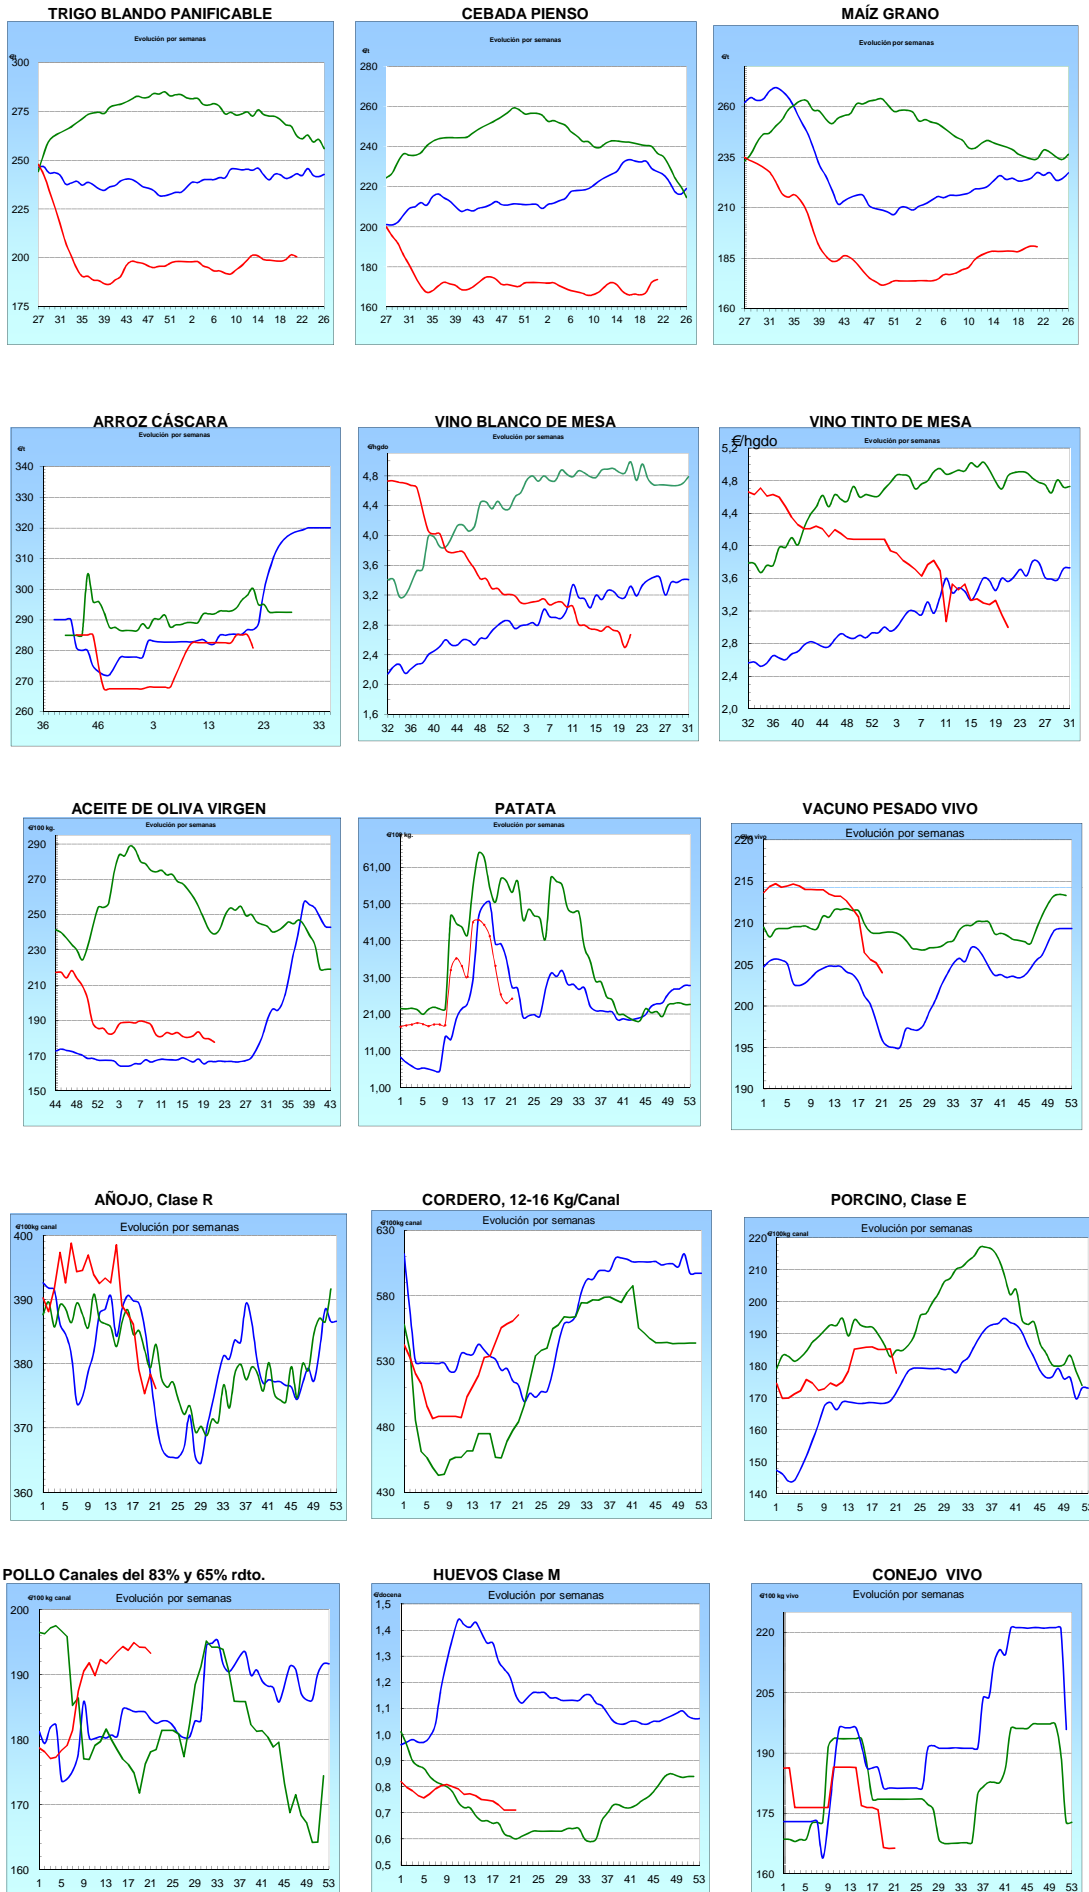 TRIGO BLANDO PANIFICABLE
CEBADA PIENSO
MAÍZ GRANO
Evolución por semanas
Evolución por semanas
Evolución por semanas
€/t
€/t
€/t
300
275
250
225
200
175
27 31 35 39 43 47 51 2 6 10 14 18 22 26
280
260
240
220
200
180
160
27 31 35 39 43 47 51 2 6 10 14 18 22 26
260
235
210
185
160
27 31 35 39 43 47 51 2 6 10 14 18 22 26
ARROZ CÁSCARA
VINO BLANCO DE MESA
VINO TINTO DE MESA
Evolución por semanas
Evolución por semanas
Evolución por semanas
€/t
€/hgdo
€/hgdo
340
330
320
310
300
290
280
270
260
36 46 3 13 23 33
4,8
4,4
4,0
3,6
3,2
2,8
2,4
2,0
1,6
32 36 40 44 48 52 3 7 11 15 19 23 27 31
5,2
4,8
4,4
4,0
3,6
3,2
2,8
2,4
2,0
32 36 40 44 48 52 3 7 11 15 19 23 27 31
ACEITE DE OLIVA VIRGEN
PATATA
VACUNO PESADO VIVO
Evolución por semanas
Evolución por semanas
Evolución por semanas
€/100 kg.
€/100 kg.
290
270
250
230
210
190
170
150
44 48 52 3 7 11 15 19 23 27 31 35 39 43
61,00
51,00
41,00
31,00
21,00
11,00
1,00
1 5 9 13 17 21 25 29 33 37 41 45 49 53
220
215
210
205
200
195
190
1 5 9 13 17 21 25 29 33 37 41 45 49 53
AÑOJO, Clase R
CORDERO, 12-16 Kg/Canal
PORCINO, Clase E
Evolución por semanas
Evolución por semanas
Evolución por semanas
€/100kg canal
€/100kg canal
€/100kg canal
400
390
380
370
360
1 5 9 13 17 21 25 29 33 37 41 45 49 53
630
580
530
480
430
1 5 9 13 17 21 25 29 33 37 41 45 49 53
220
210
200
190
180
170
160
150
140
1 5 9 13 17 21 25 29 33 37 41 45 49
POLLO Canales del 83% y 65% rdto.
HUEVOS Clase M
CONEJO VIVO
Evolución por semanas
Evolución por semanas
Evolución por semanas
€/100 kg canal
€/docena
€/100 kg vivo
200
190
180
170
160
1 5 9 13 17 21 25 29 33 37 41 45 49 53
1,5
1,4
1,3
1,2
1,1
1,0
0,9
0,8
0,7
0,6
0,5
1 5 9 13 17 21 25 29 33 37 41 45 49 53
220
205
190
175
160
1 5 9 13 17 21 25 29 33 37 41 45 49 53